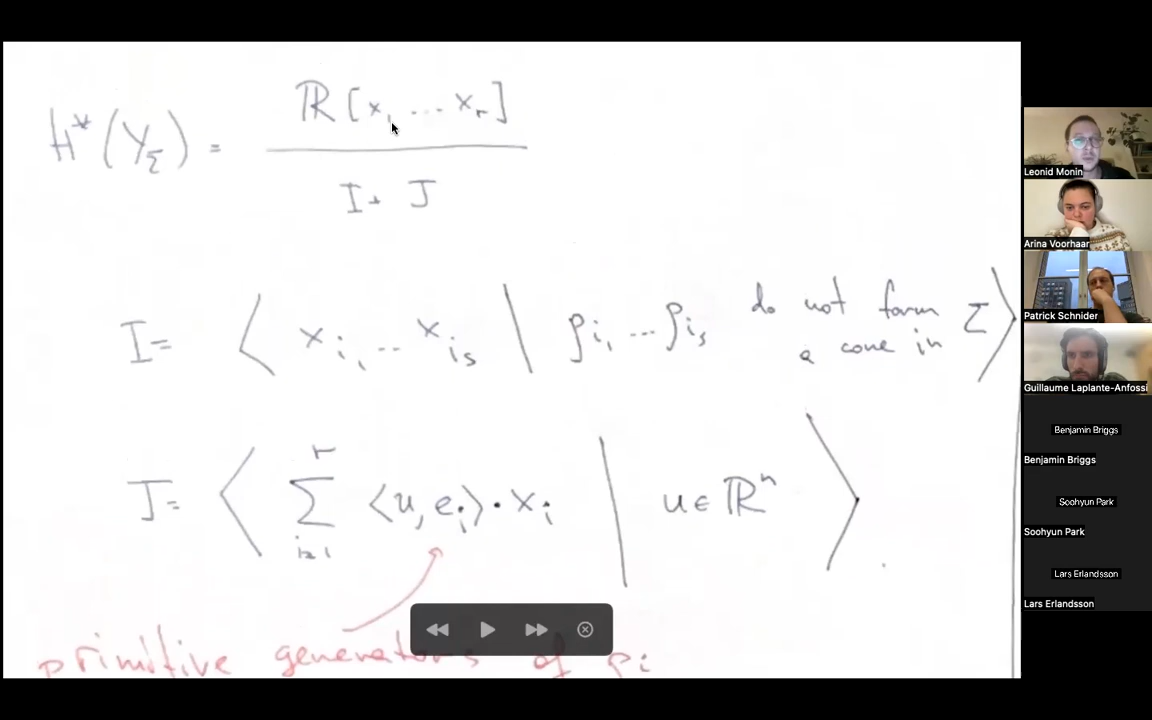 H*(Y_Σ) = ℝ[x_1 ... x_r] / I + J
I = ⟨ x_{i_1} ... x_{i_s} | ρ_{i_1} ... ρ_{i_s} do not form a cone in Σ ⟩
J = ⟨ \sum_{i=1}^{r} ⟨u, e_i⟩ · x_i | u ∈ ℝ^n ⟩.
primitive generators of ρ_i
Leonid Monin
Arina Voorhaar
Patrick Schnider
Guillaume Laplante-Anfossi
Benjamin Briggs
Benjamin Briggs
Soohyun Park
Soohyun Park
Lars Erlandsson
Lars Erlandsson